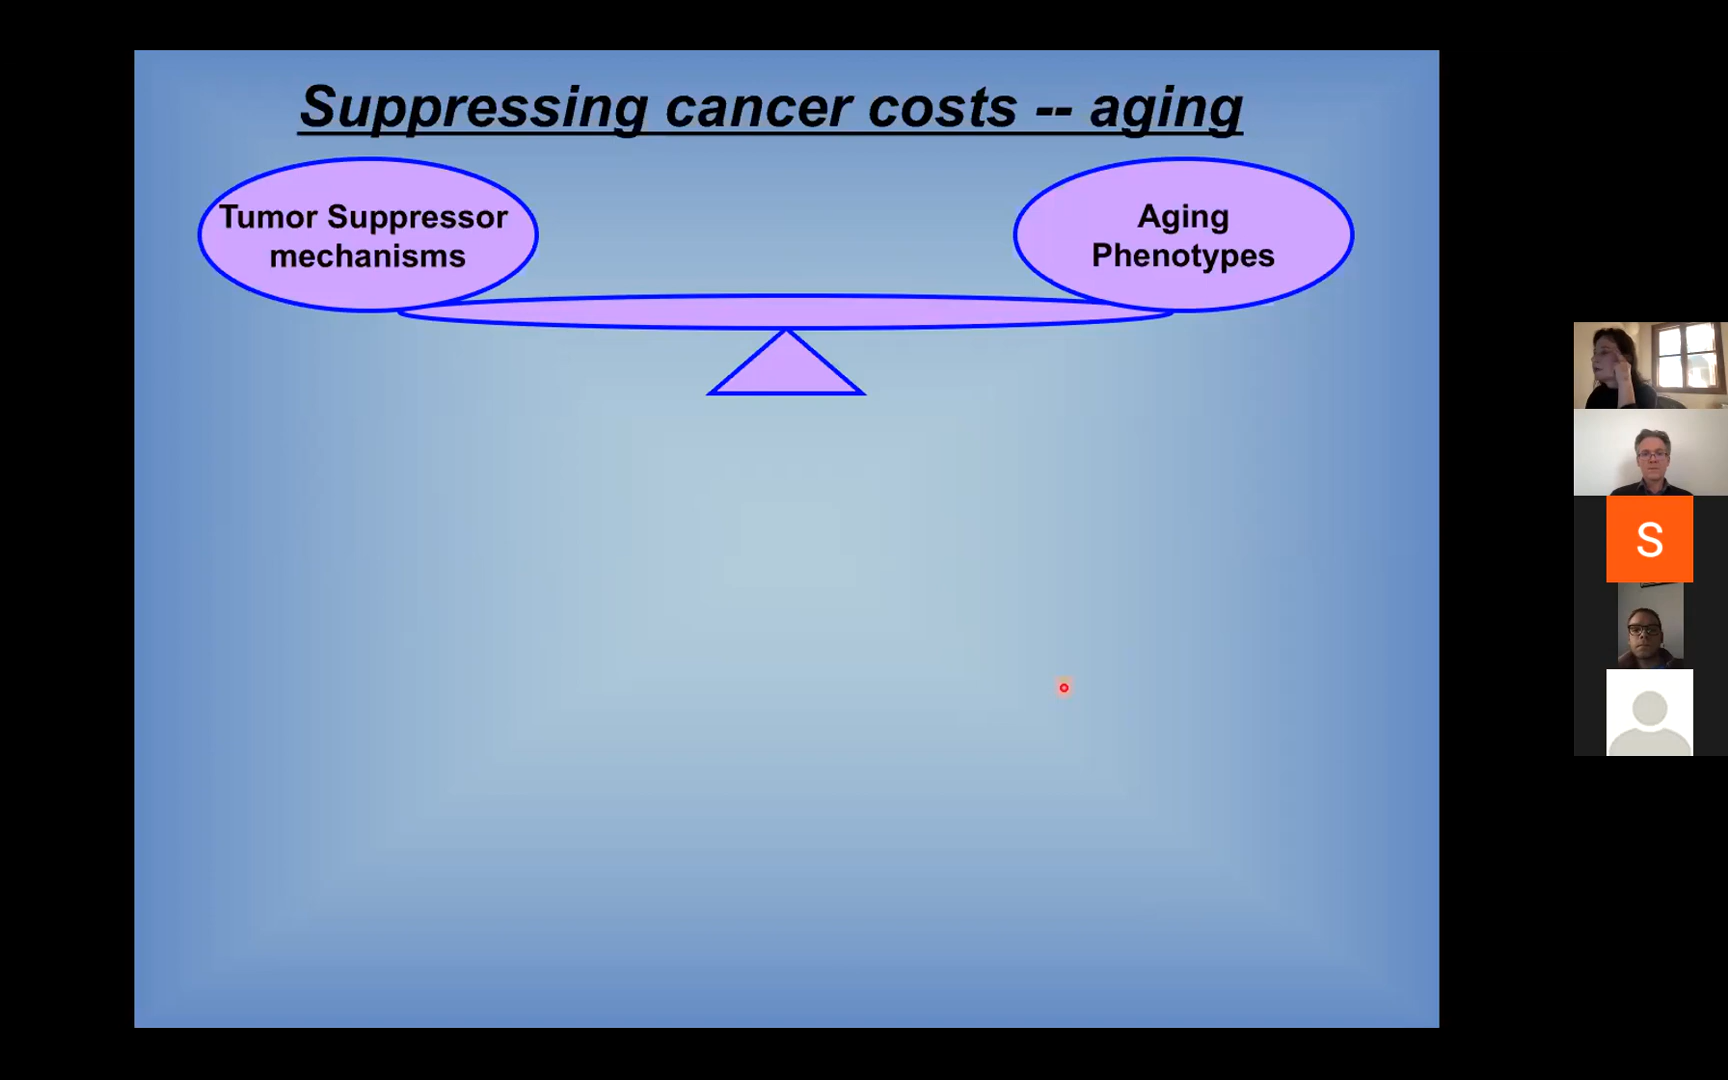 Suppressing cancer costs -- aging
Tumor Suppressor
mechanisms
Aging
Phenotypes
S